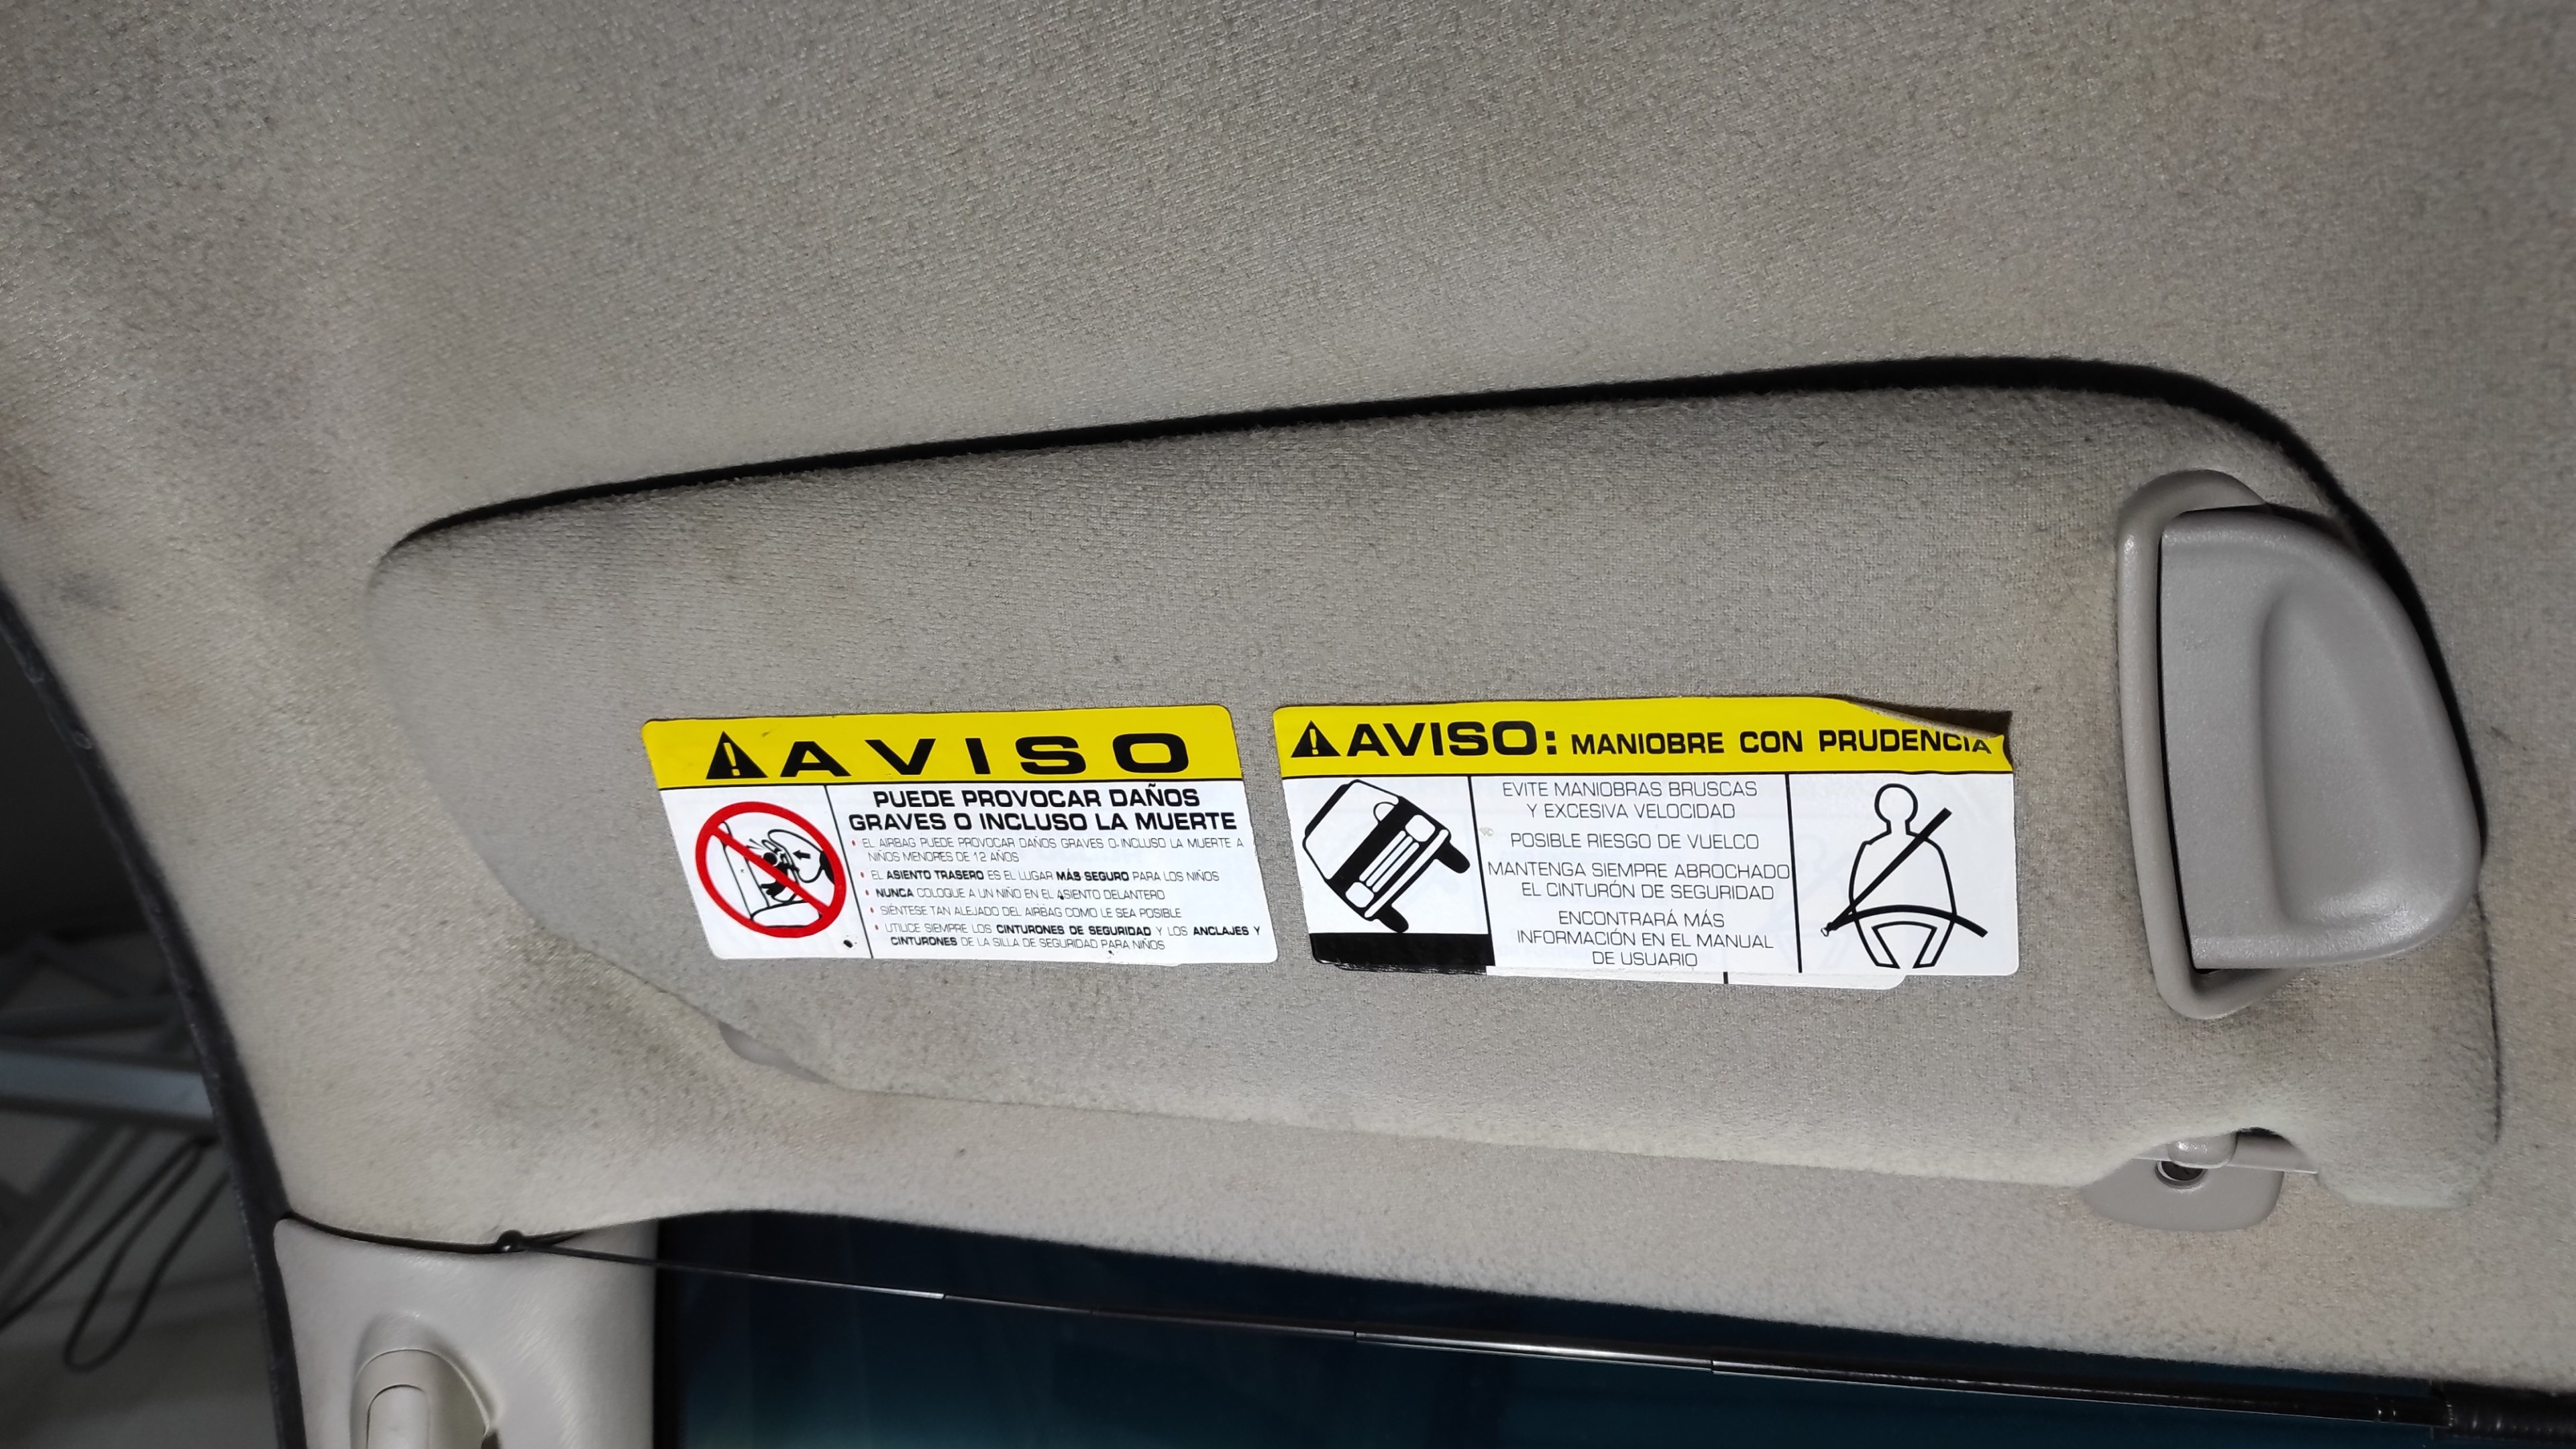 AVISO
PUEDE PROVOCAR DAÑOS
GRAVES O INCLUSO LA MUERTE
• EL AIRBAG PUEDE PROVOCAR DAÑOS GRAVES O INCLUSO LA MUERTE A
NIÑOS MENORES DE 12 AÑOS
• EL ASIENTO TRASERO ES EL LUGAR MÁS SEGURO PARA LOS NIÑOS
• NUNCA COLOQUE A UN NIÑO EN EL ASIENTO DELANTERO
• SIÉNTESE TAN ALEJADO DEL AIRBAG COMO LE SEA POSIBLE
• UTILICE SIEMPRE LOS CINTURONES DE SEGURIDAD Y LOS ANCLAJES Y
CINTURONES DE LA SILLA DE SEGURIDAD PARA NIÑOS
AVISO: MANIOBRE CON PRUDENCIA
EVITE MANIOBRAS BRUSCAS
Y EXCESIVA VELOCIDAD
POSIBLE RIESGO DE VUELCO
MANTENGA SIEMPRE ABROCHADO
EL CINTURÓN DE SEGURIDAD
ENCONTRARÁ MÁS
INFORMACIÓN EN EL MANUAL
DE USUARIO